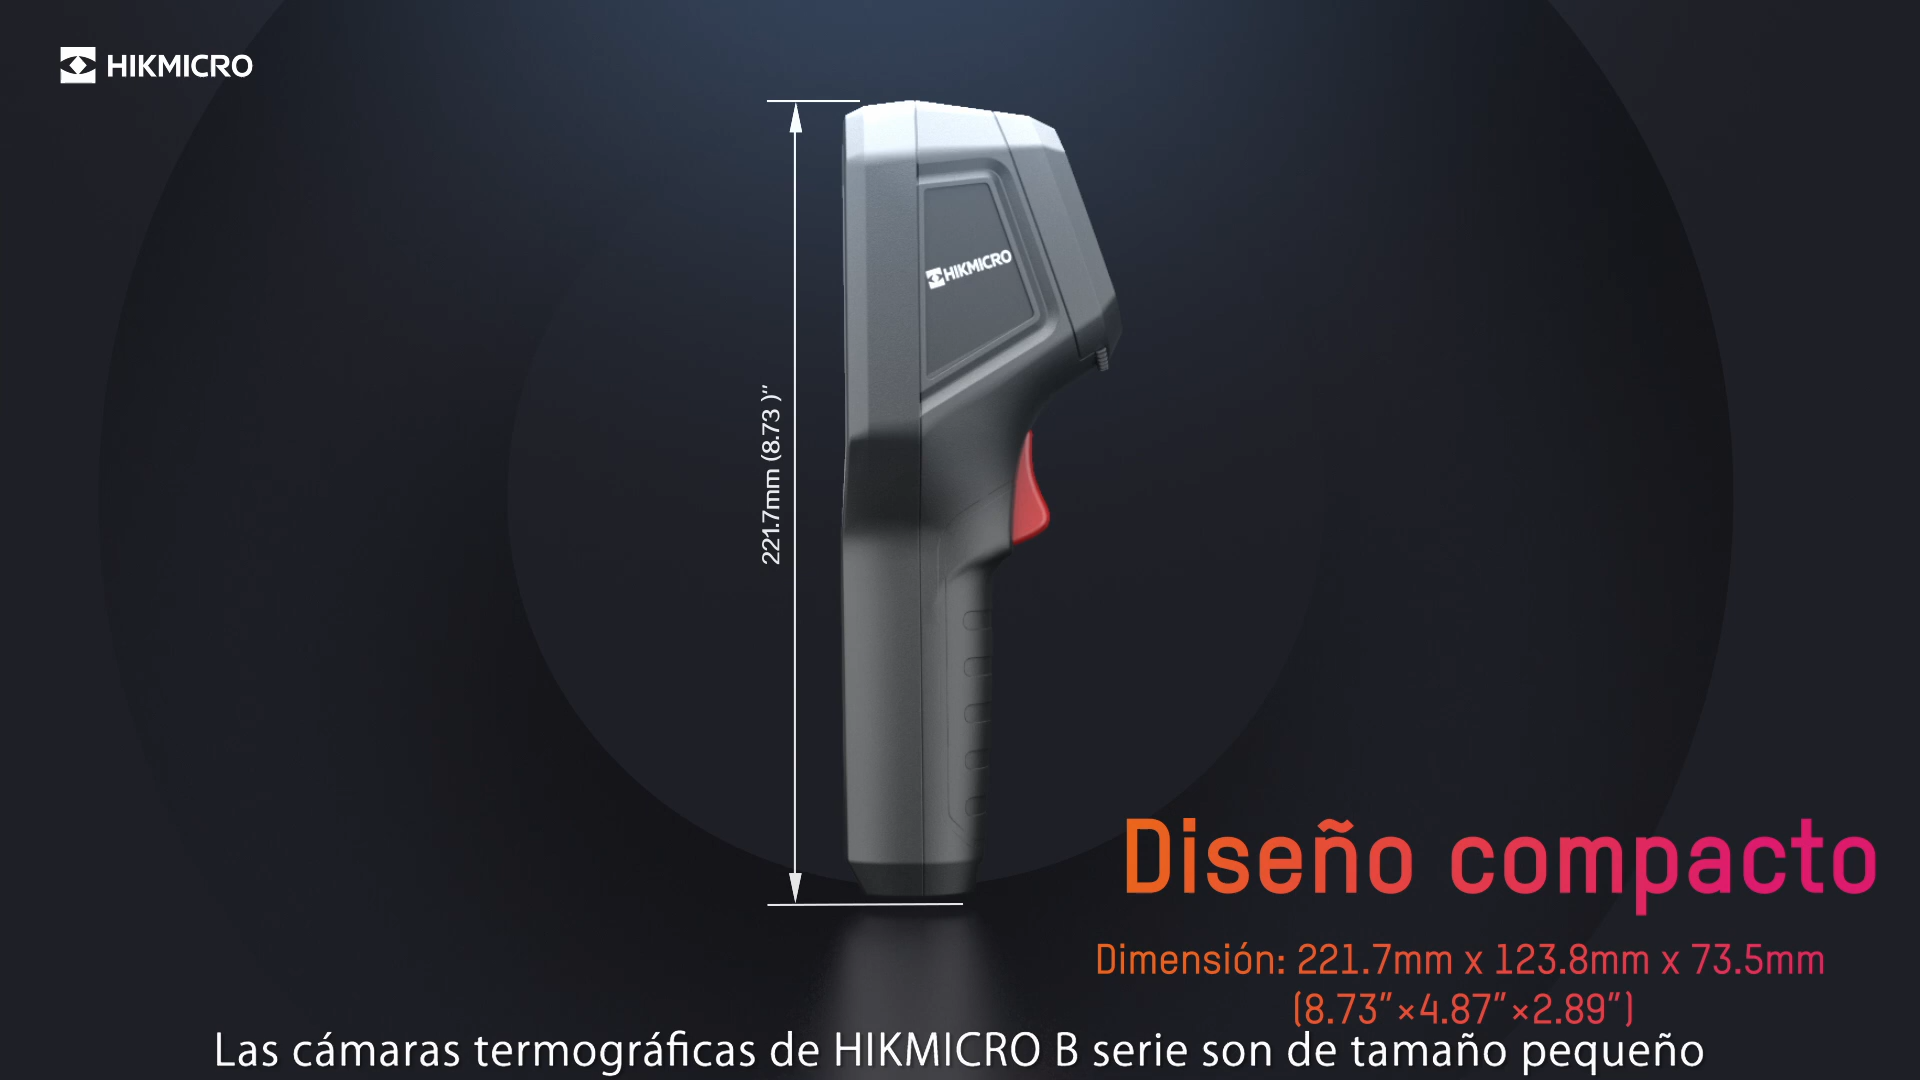 HIKMICRO
HIKMICRO
221.7mm (8.73 )“
Diseño compacto
Dimensión: 221.7mm x 123.8mm x 73.5mm
(8.73"×4.87"×2.89")
Las cámaras termográficas de HIKMICRO B serie son de tamaño pequeño